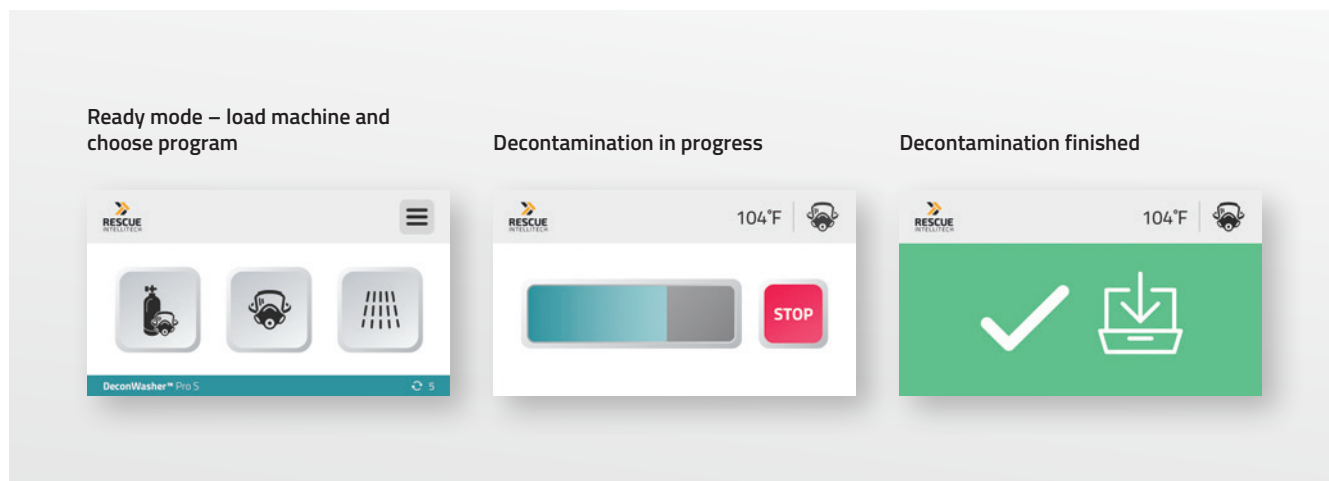 Ready mode – load machine and
choose program
Decontamination in progress
Decontamination finished
RESCUE
INTELLITECH
DeconWasher™ Pro S
5
RESCUE
INTELLITECH
104°F
STOP
RESCUE
INTELLITECH
104°F